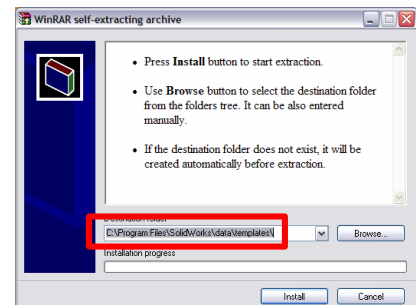 WinRAR self-extracting archive
• Press Install button to start extraction.
• Use Browse button to select the destination folder
from the folders tree. It can be also entered
manually.
• If the destination folder does not exist, it will be
created automatically before extraction.
Destination folder
C:\Program Files\SolidWorks\data\templates\
Browse...
Installation progress
Install
Cancel